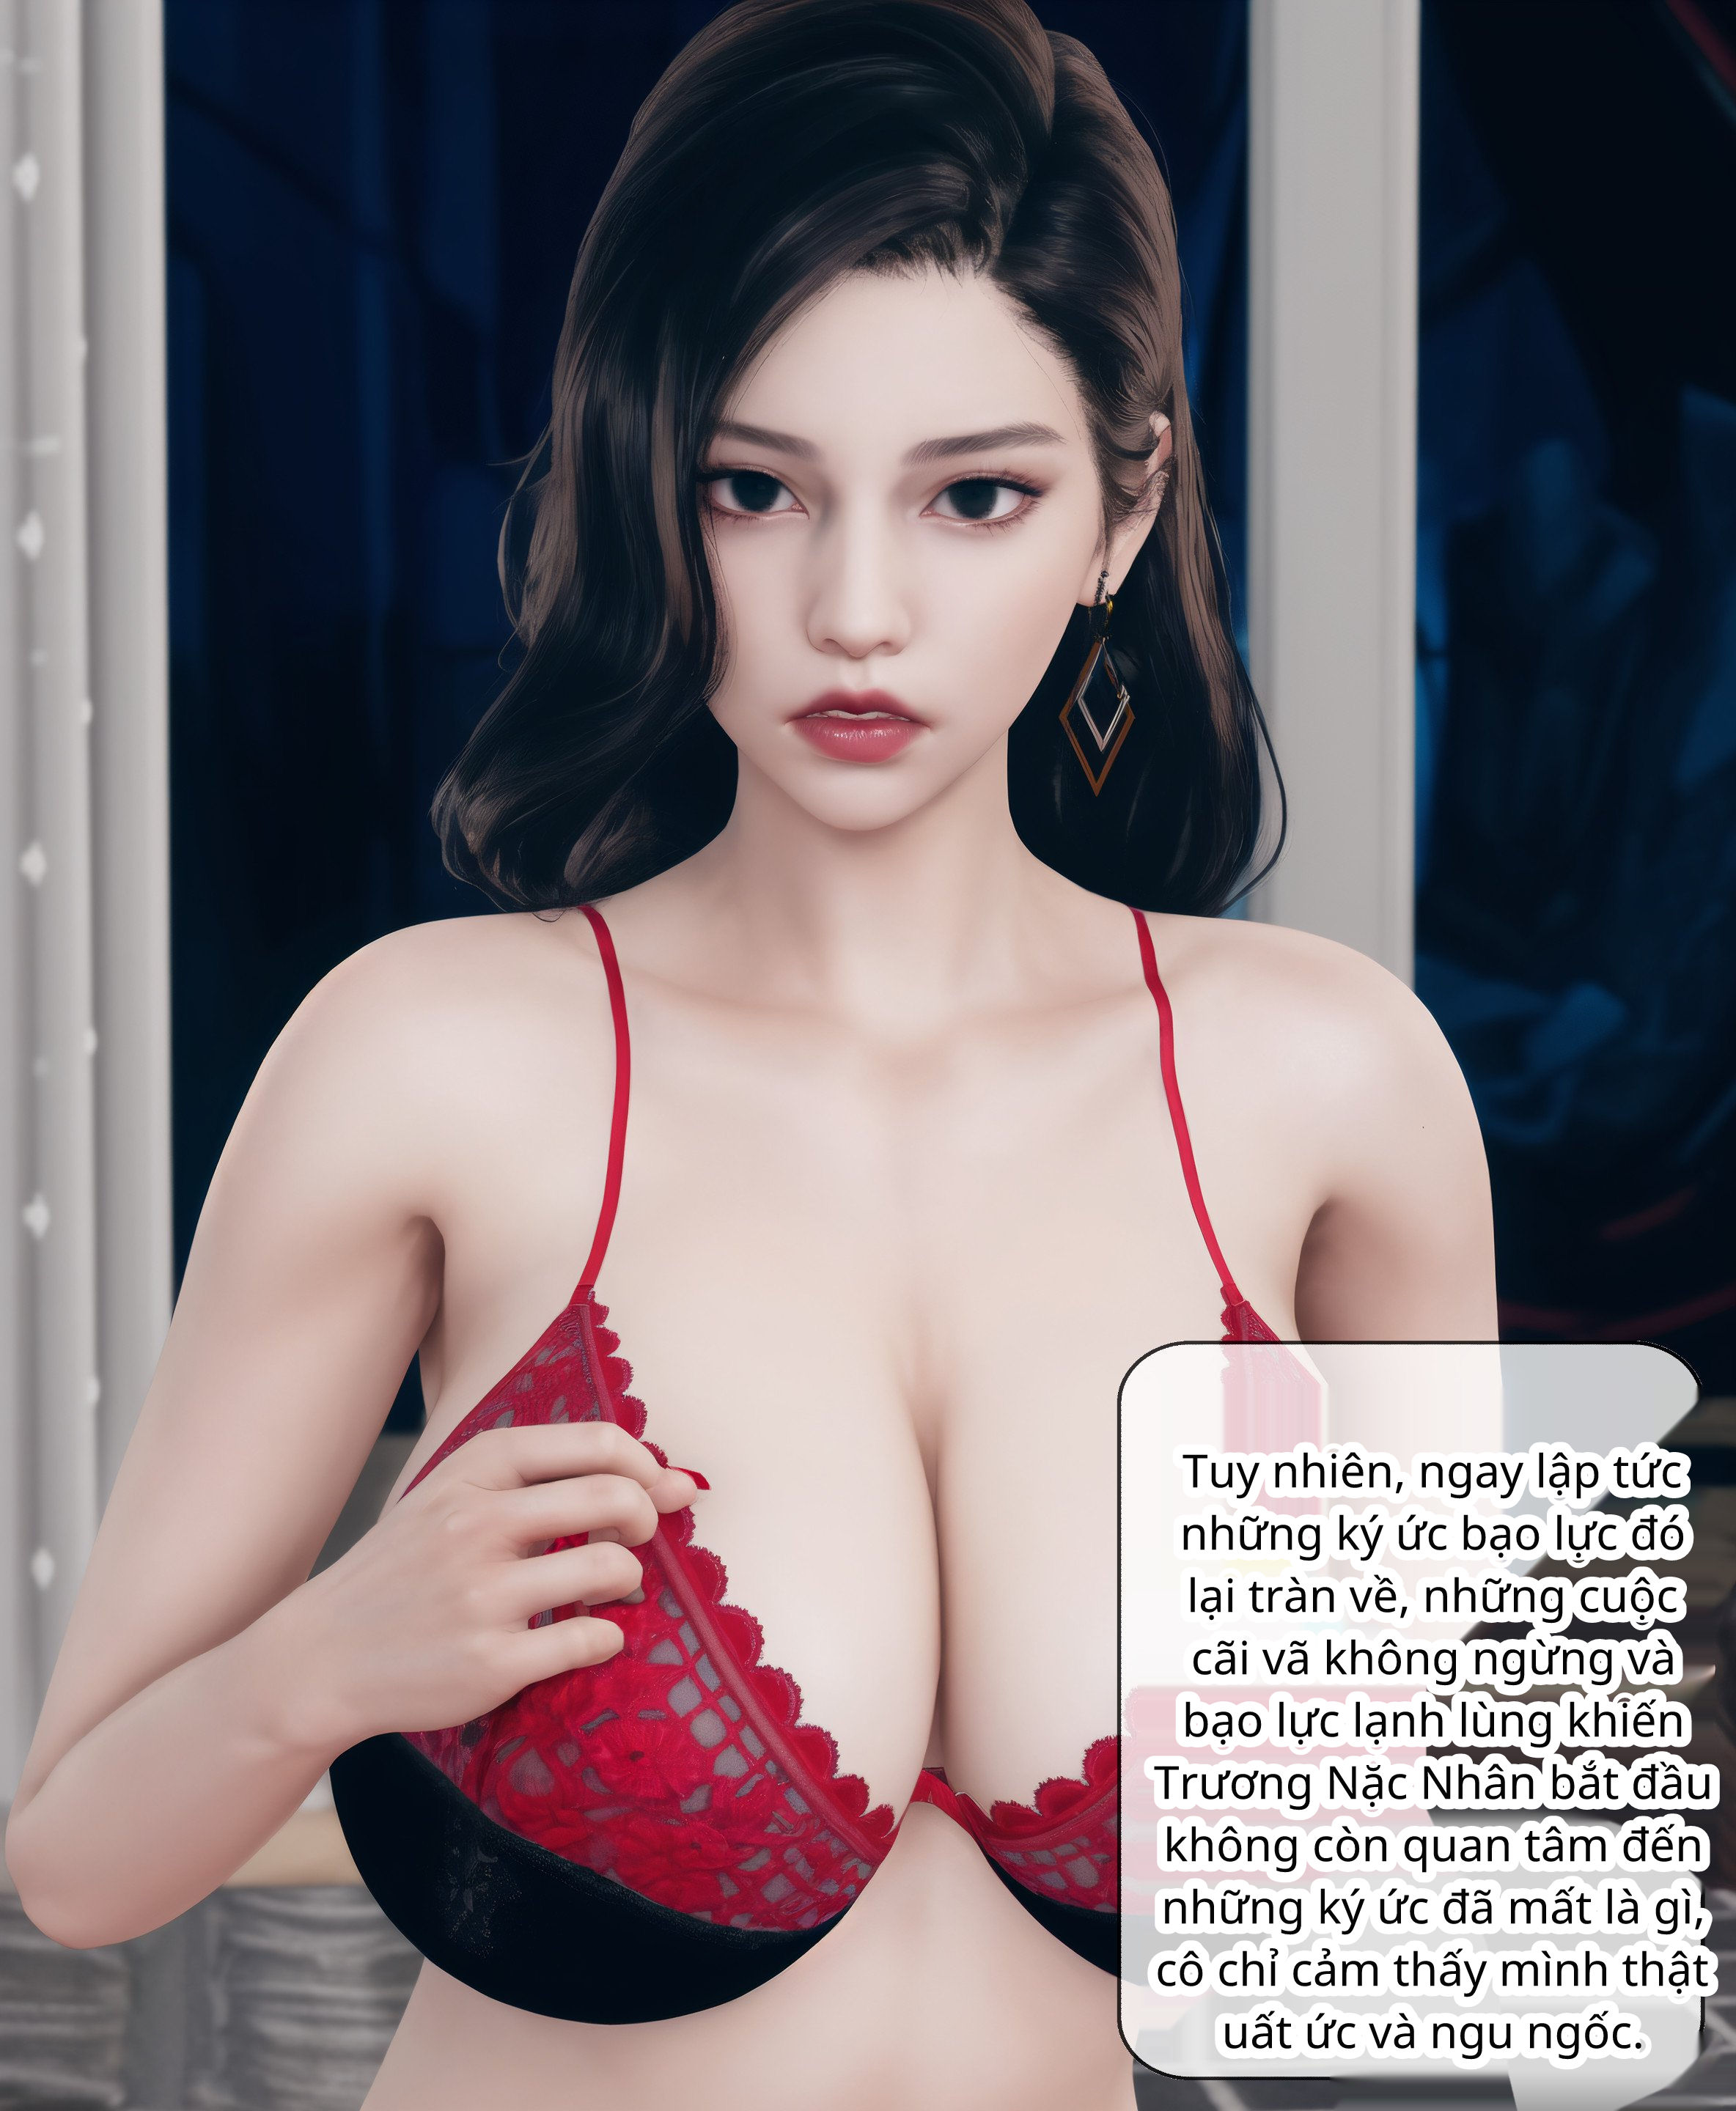 Tuy nhiên, ngay lập tức
những ký ức bạo lực đó
lại tràn về, những cuộc
cãi vã không ngừng và
bạo lực lạnh lùng khiến
Trương Nặc Nhân bắt đầu
không còn quan tâm đến
những ký ức đã mất là gì,
cô chỉ cảm thấy mình thật
uất ức và ngu ngốc.